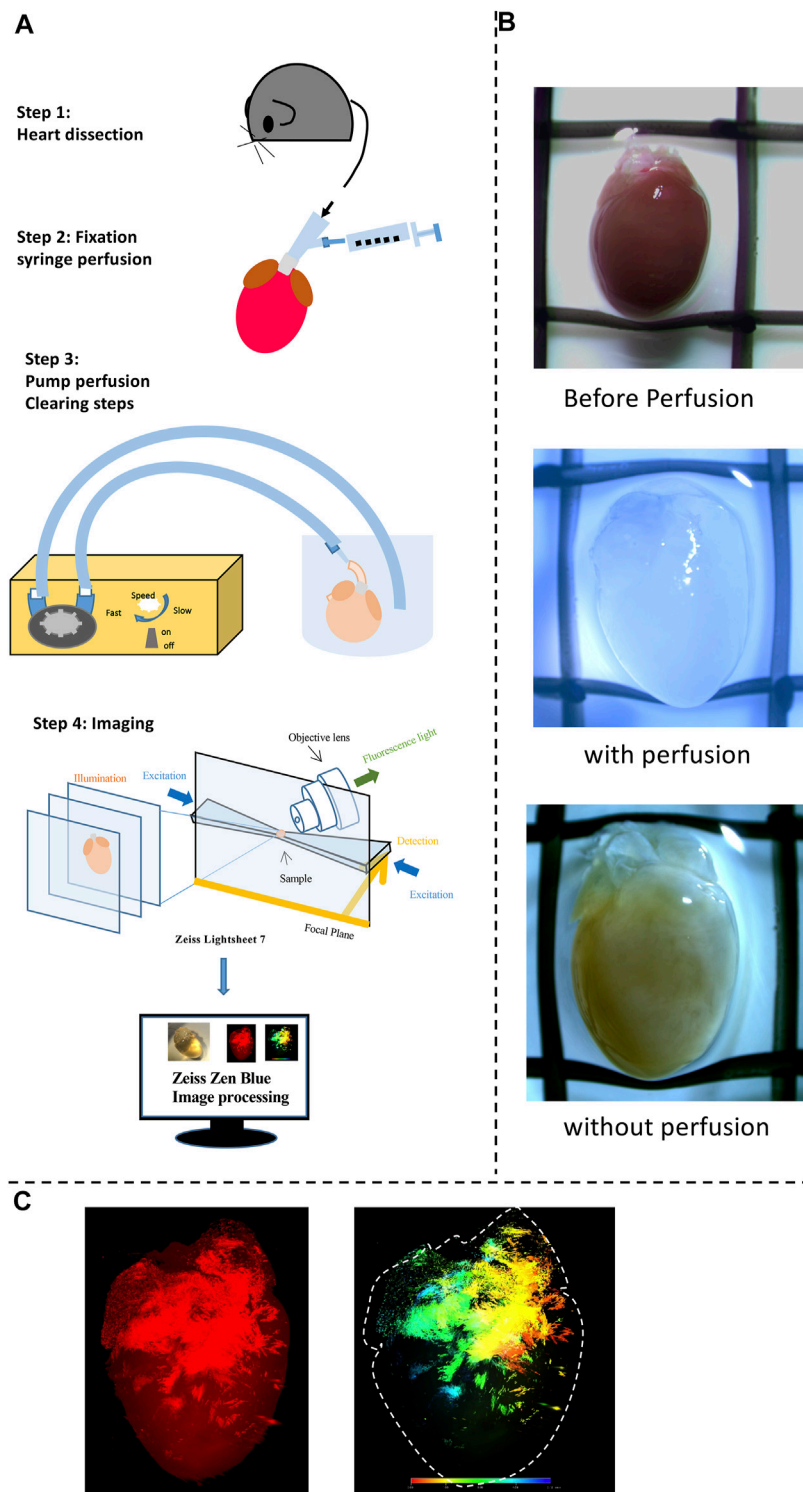 A
Step 1:
Heart dissection
Step 2: Fixation
syringe perfusion
Step 3:
Pump perfusion
Clearing steps
Speed
Fast
Slow
on
off
Step 4: Imaging
Objective lens
Fluorescence light
Illumination
Excitation
Detection
Sample
Excitation
Focal Plane
Zeiss Lightsheet 7
Zeiss Zen Blue
Image processing
B
Before Perfusion
with perfusion
without perfusion
C